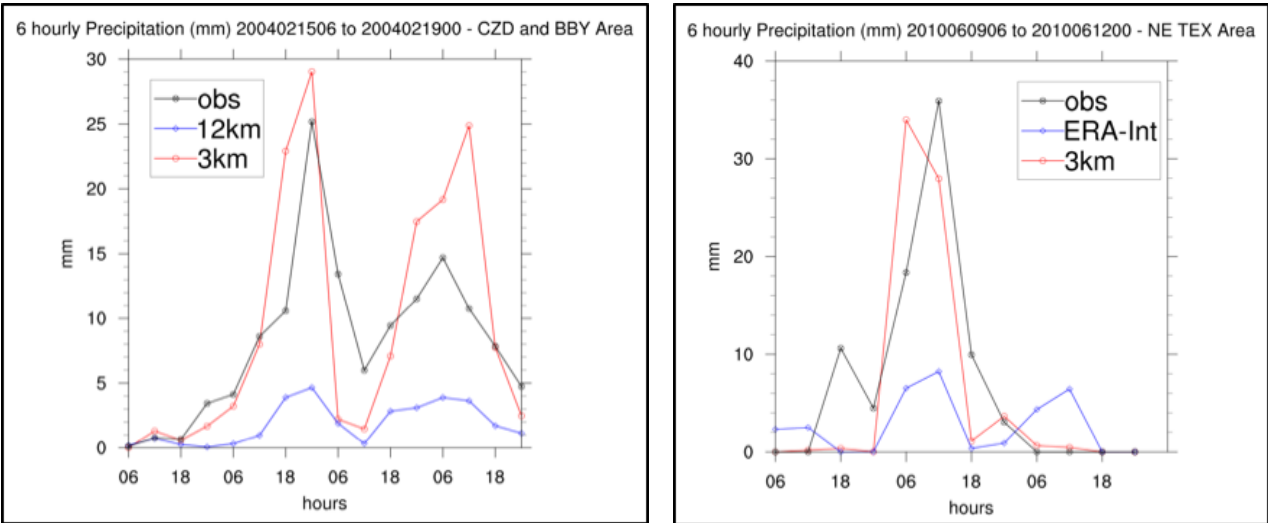 6 hourly Precipitation (mm) 2004021506 to 2004021900 - CZD and BBY Area
30
25
20
15
10
5
0
mm
obs
12km
3km
06 18 06 18 06 18 06 18
hours
6 hourly Precipitation (mm) 2010060906 to 2010061200 - NE TEX Area
40
30
20
10
0
mm
obs
ERA-Int
3km
06 18 06 18 06 18
hours